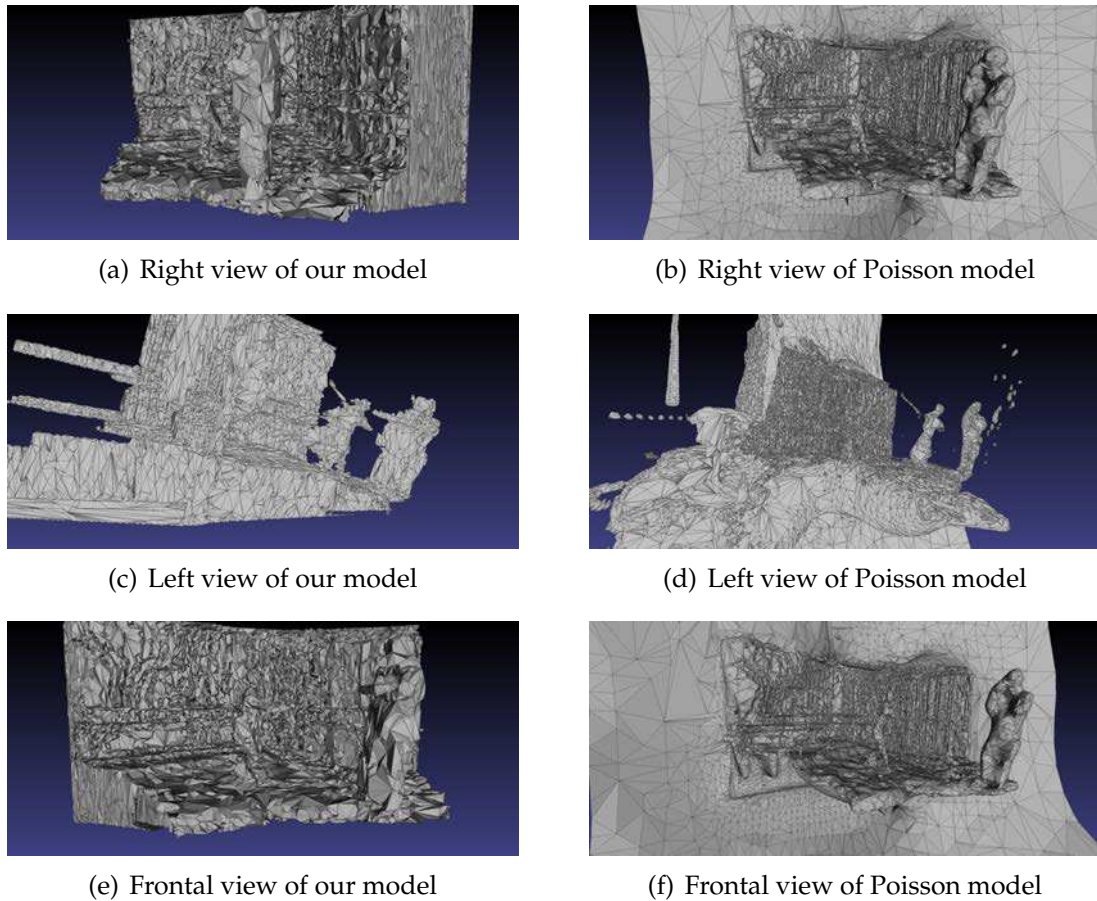 (a) Right view of our model
(b) Right view of Poisson model
(c) Left view of our model
(d) Left view of Poisson model
(e) Frontal view of our model
(f) Frontal view of Poisson model